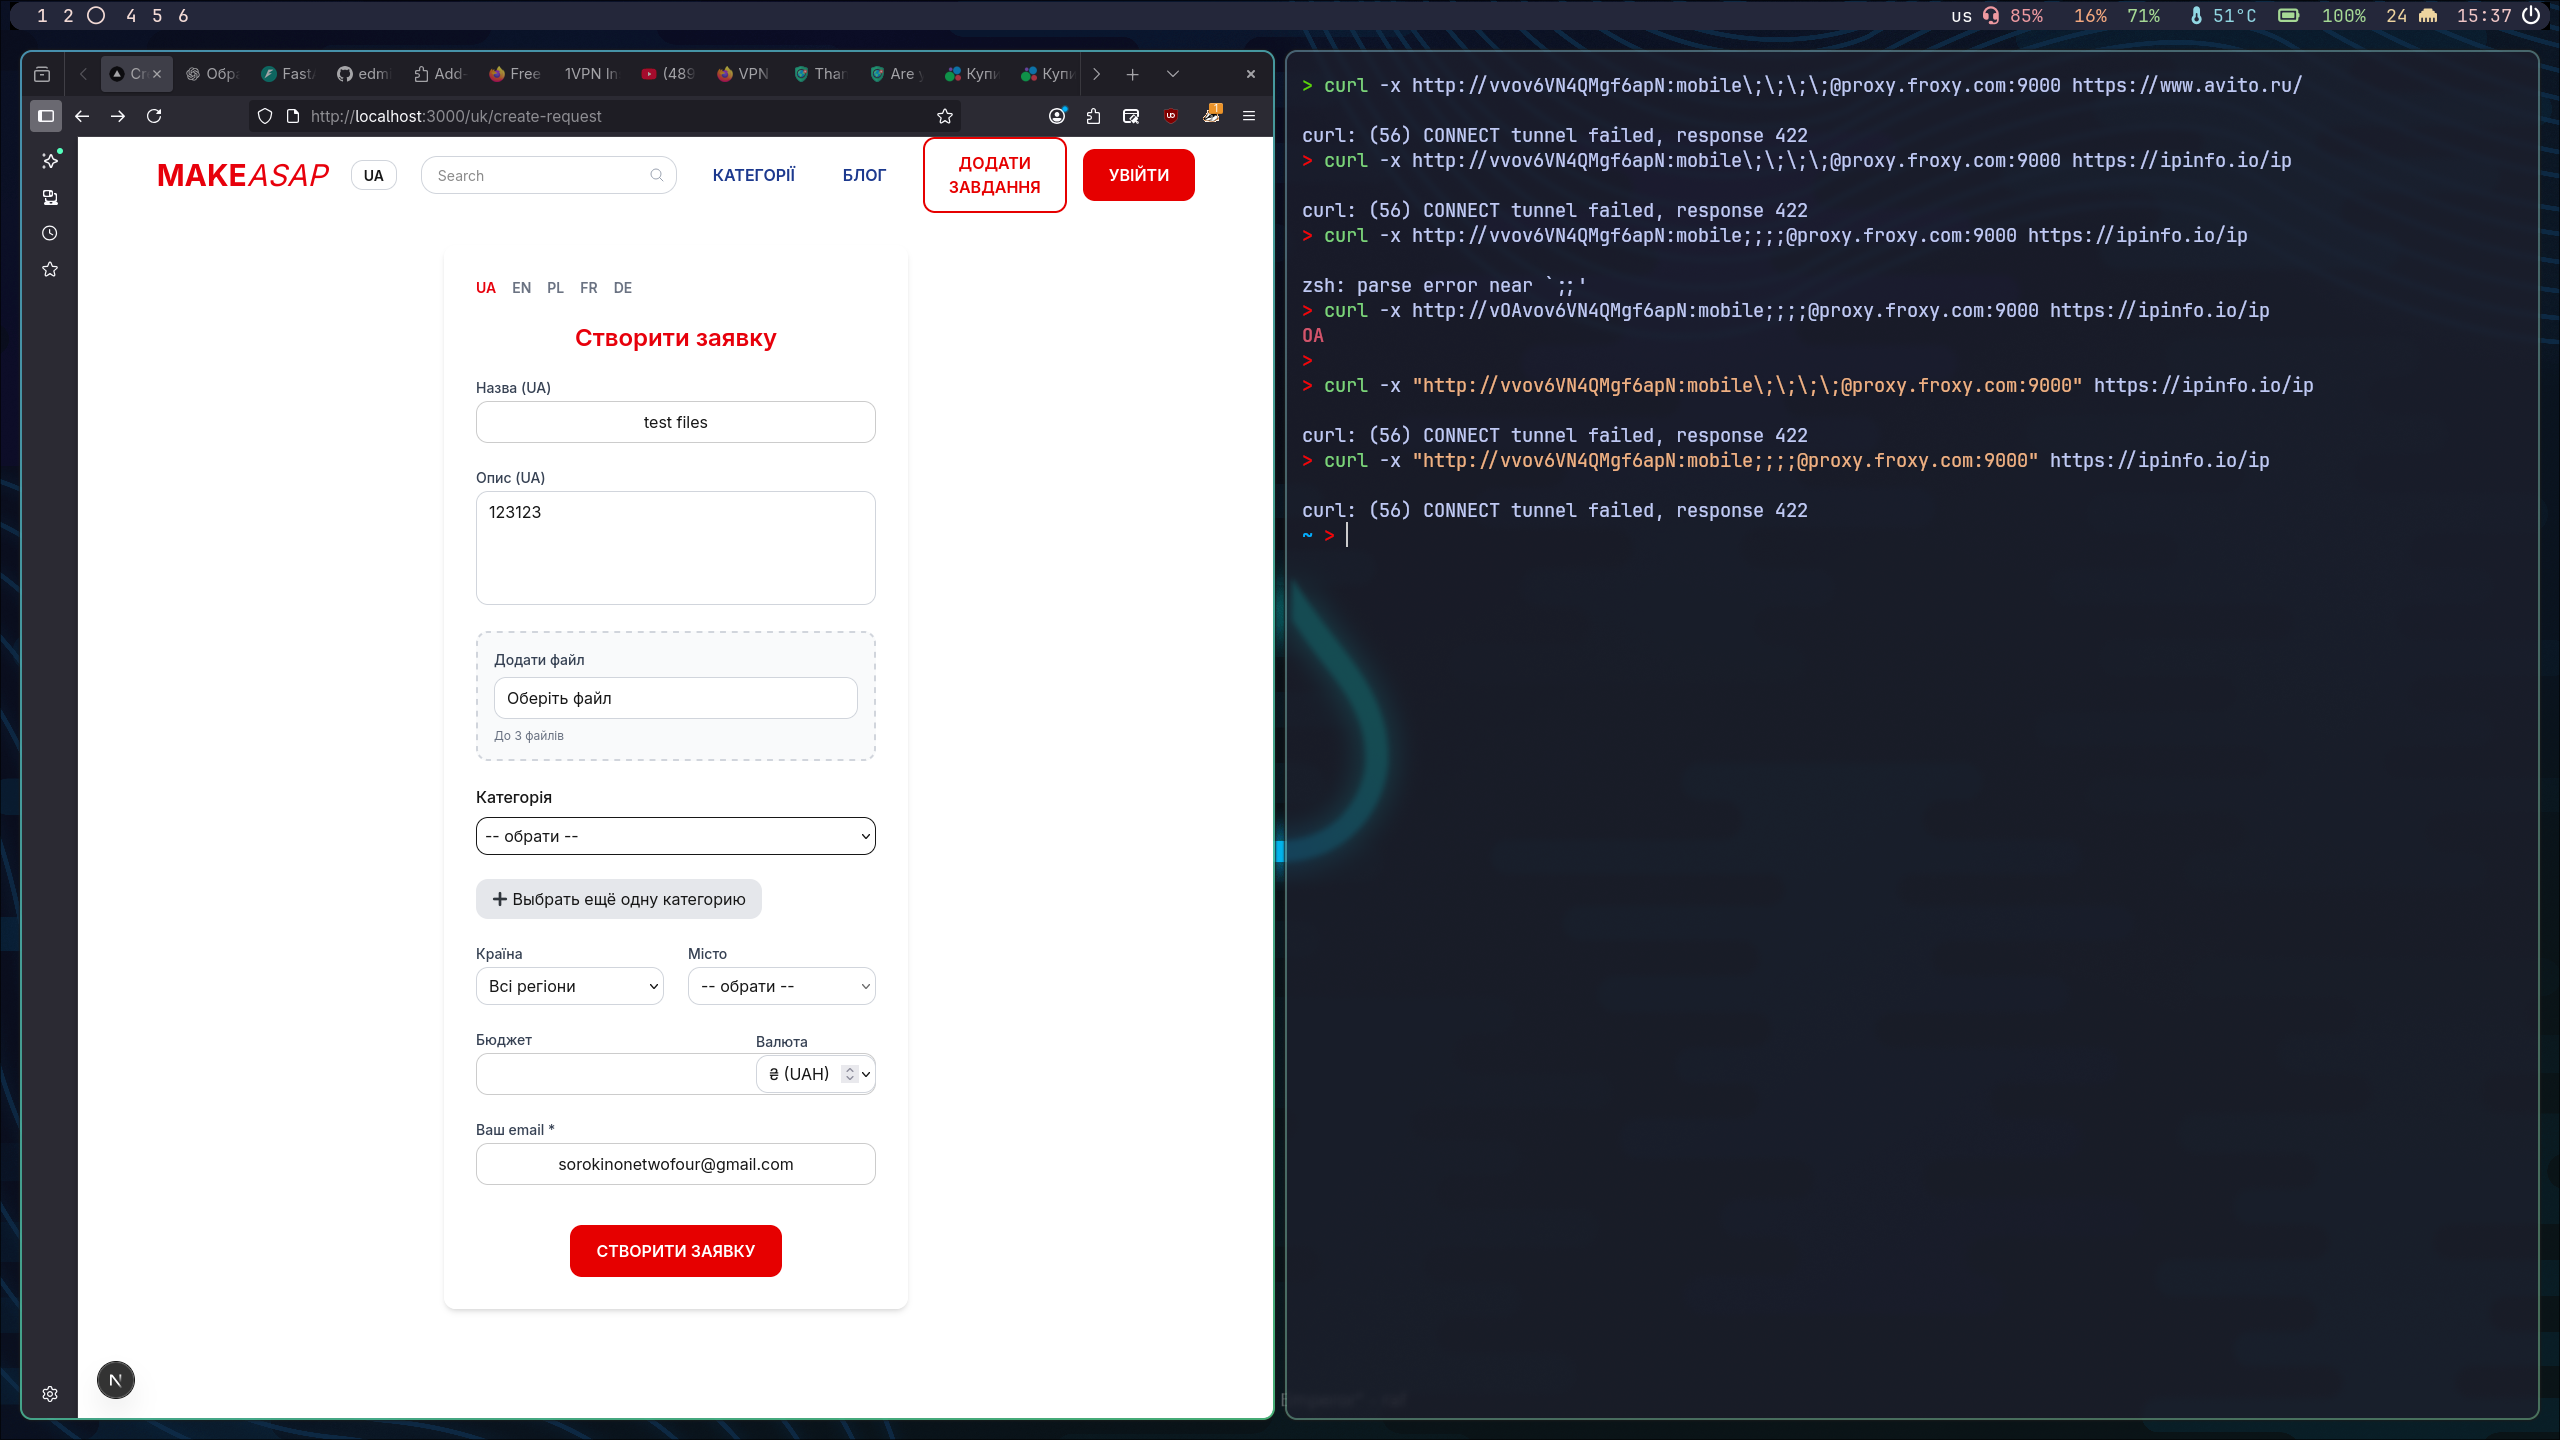 1 2 4 5 6
us 85% 16% 71% 51°C 100% 24 15:37
Cr Обра Fast edm Add- Free 1VPN In (489 VPN Than Are Купи Купи
http://localhost:3000/uk/create-request
1
MAKEASAP
UA
Search
КАТЕГОРІЇ
БЛОГ
ДОДАТИ
ЗАВДАННЯ
УВІЙТИ
UA EN PL FR DE
Створити заявку
Назва (UA)
test files
Опис (UA)
123123
Додати файл
Оберіть файл
До 3 файлів
Категорія
-- обрати --
+ Выбрать ещё одну категорию
Країна Місто
Всі регіони -- обрати --
Бюджет Валюта
₴ (UAH)
Ваш email *
sorokinonetwofour@gmail.com
СТВОРИТИ ЗАЯВКУ
N
> curl -x http://vvov6VN4QMgf6apN:mobile\;\;\;\;@proxy.froxy.com:9000 https://www.avito.ru/
curl: (56) CONNECT tunnel failed, response 422
> curl -x http://vvov6VN4QMgf6apN:mobile\;\;\;\;@proxy.froxy.com:9000 https://ipinfo.io/ip
curl: (56) CONNECT tunnel failed, response 422
> curl -x http://vvov6VN4QMgf6apN:mobile;;;;@proxy.froxy.com:9000 https://ipinfo.io/ip
zsh: parse error near `;;'
> curl -x http://vOAvov6VN4QMgf6apN:mobile;;;;@proxy.froxy.com:9000 https://ipinfo.io/ip
OA
>
> curl -x "http://vvov6VN4QMgf6apN:mobile\;\;\;\;@proxy.froxy.com:9000" https://ipinfo.io/ip
curl: (56) CONNECT tunnel failed, response 422
> curl -x "http://vvov6VN4QMgf6apN:mobile;;;;@proxy.froxy.com:9000" https://ipinfo.io/ip
curl: (56) CONNECT tunnel failed, response 422
~ >